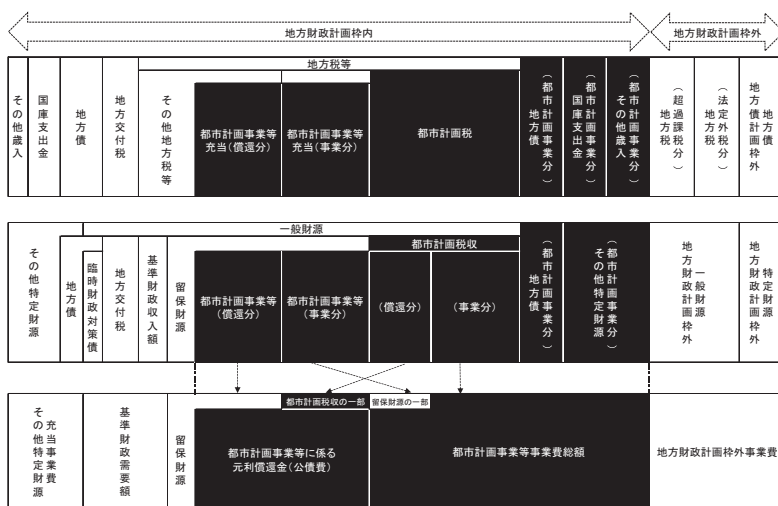 地方財政計画枠内
地方財政計画枠外
その他歳入
国庫支出金
地方債
地方交付税
地方税等
その他地方税等
都市計画事業等
充当(償還分)
都市計画事業等
充当(事業分)
都市計画税
地方債
(都市計画事業分)
国庫支出金
(都市計画事業分)
その他歳入
(都市計画事業分)
地方税
(超過課税分)
地方税
(法定外税分)
地方債
地方債計画枠外
その他特定財源
地方債
一般財源
臨時財政対策債
地方交付税
基準財政収入額
留保財源
都市計画事業等
(償還分)
都市計画事業等
(事業分)
都市計画税収
(償還分)
(事業分)
地方債
(都市計画事業分)
その他特定財源
(都市計画事業分)
一般財源
地方財政計画枠外
特定財源
地方財政計画枠外
その他特定財源
充当事業費
基準財政需要額
留保財源
都市計画税収の一部
留保財源の一部
都市計画事業等に係る
元利償還金(公債費)
都市計画事業等事業費総額
地方財政計画枠外事業費